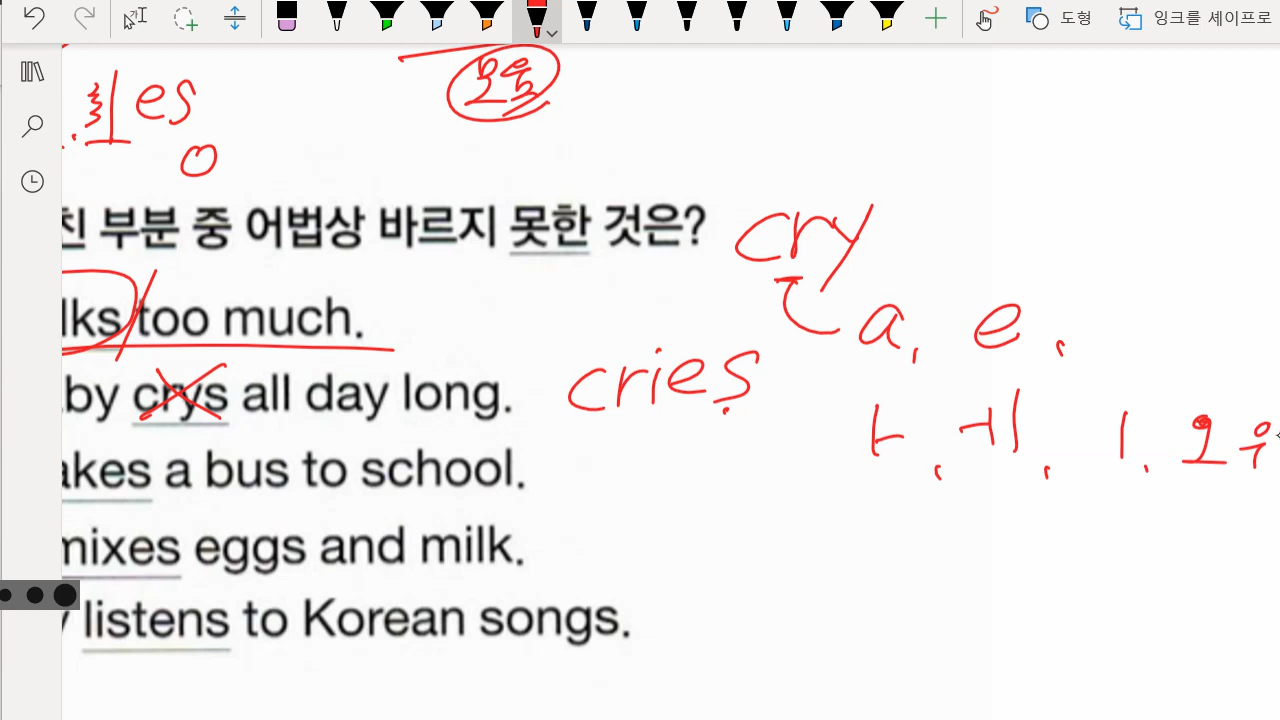 도형 잉크를 셰이프로
es
모음
친 부분 중 어법상 바르지 못한 것은?
cry
lks too much.
a, e,
by crys all day long.
cries
ㅏ, ㅔ, ㅣ, 오 우
akes a bus to school.
mixes eggs and milk.
y listens to Korean songs.